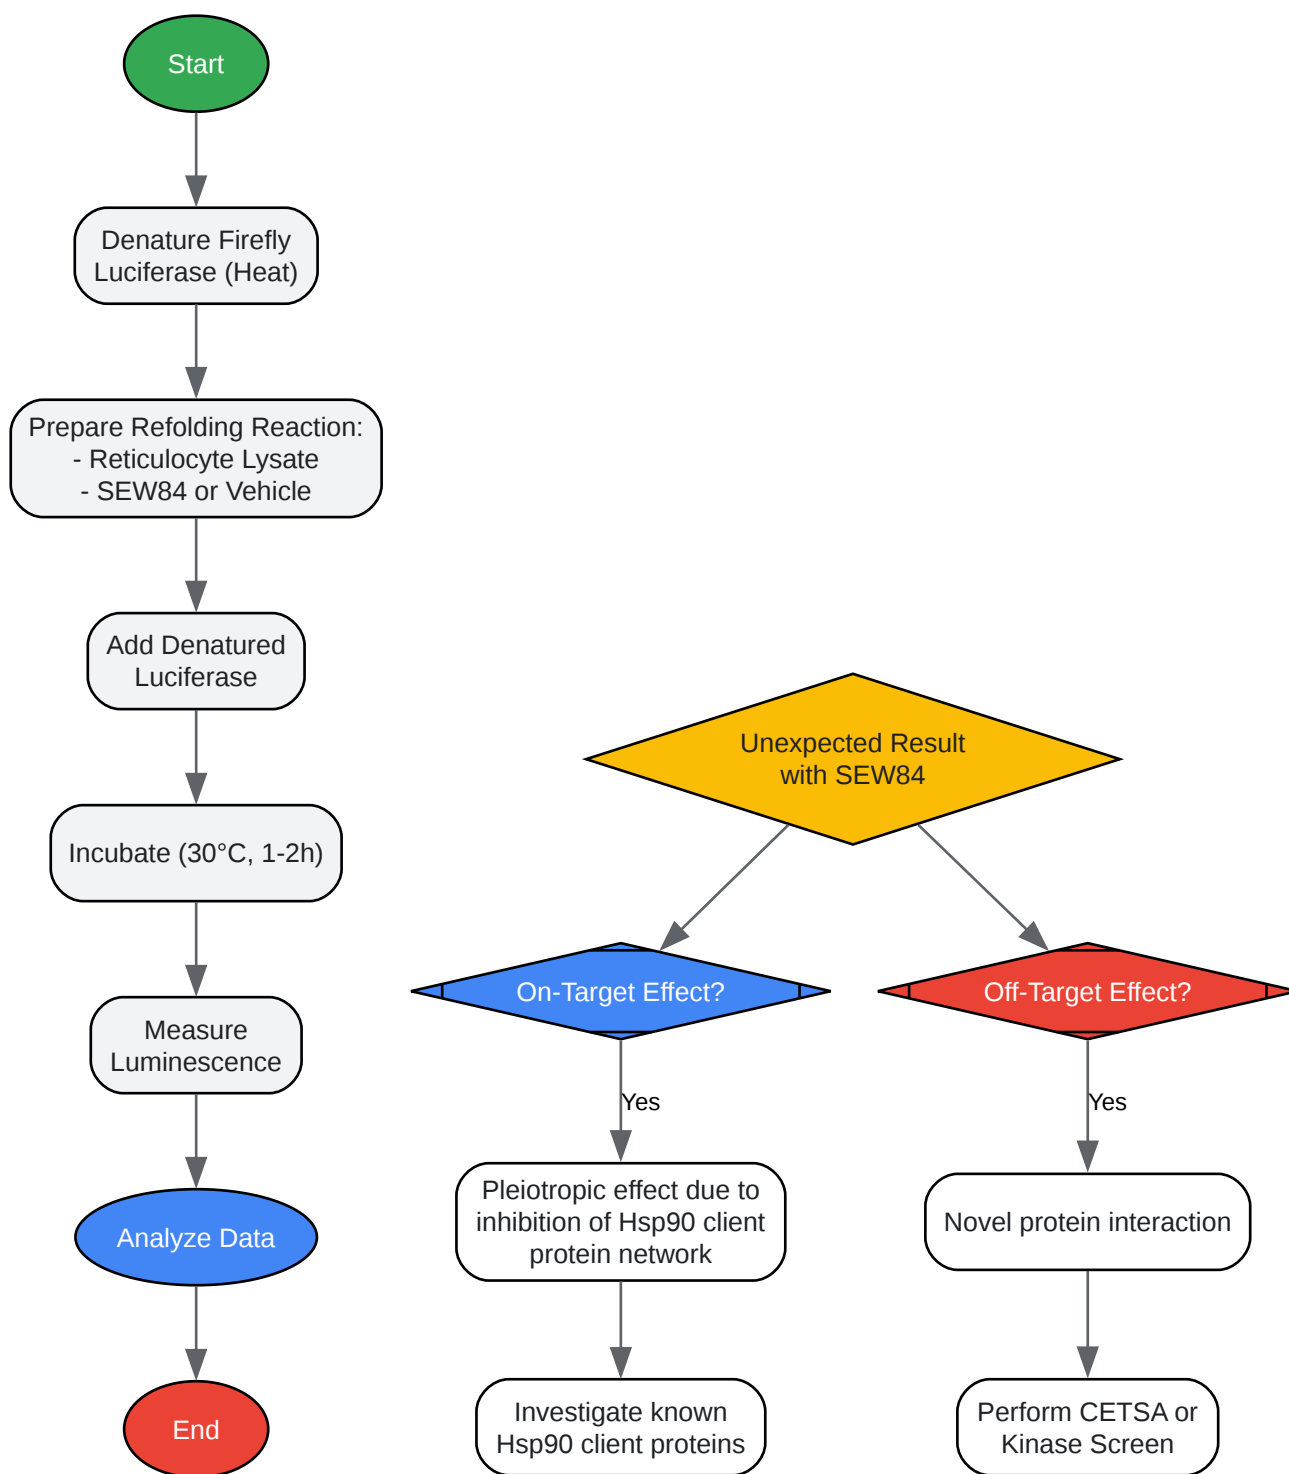 Start
Denature Firefly
Luciferase (Heat)
Prepare Refolding Reaction:
- Reticulocyte Lysate
- SEW84 or Vehicle
Add Denatured
Luciferase
Incubate (30°C, 1-2h)
Measure
Luminescence
Analyze Data
End
Unexpected Result
with SEW84
On-Target Effect?
Yes
Pleiotropic effect due to
inhibition of Hsp90 client
protein network
Investigate known
Hsp90 client proteins
Off-Target Effect?
Yes
Novel protein interaction
Perform CETSA or
Kinase Screen